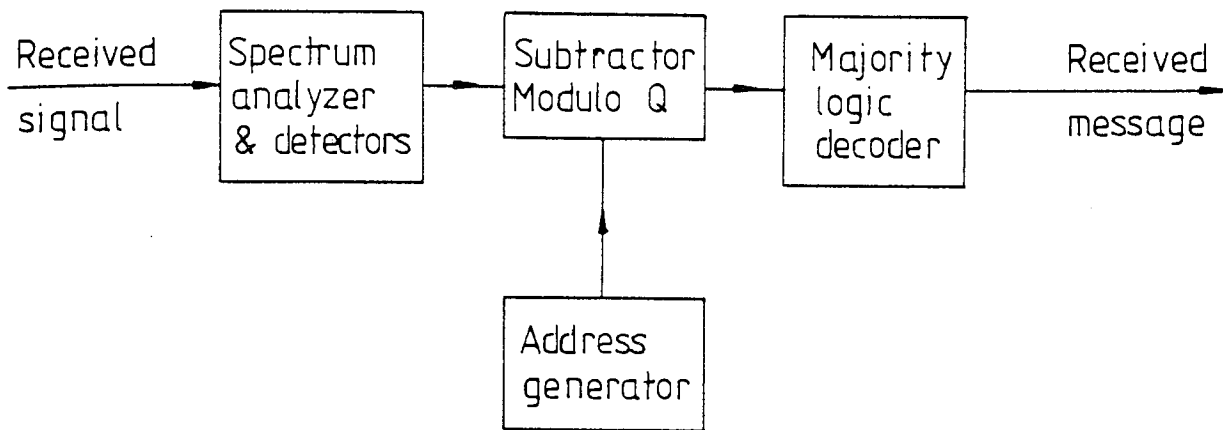 Received
signal
Spectrum
analyzer
& detectors
Subtractor
Modulo Q
Majority
logic
decoder
Received
message
Address
generator